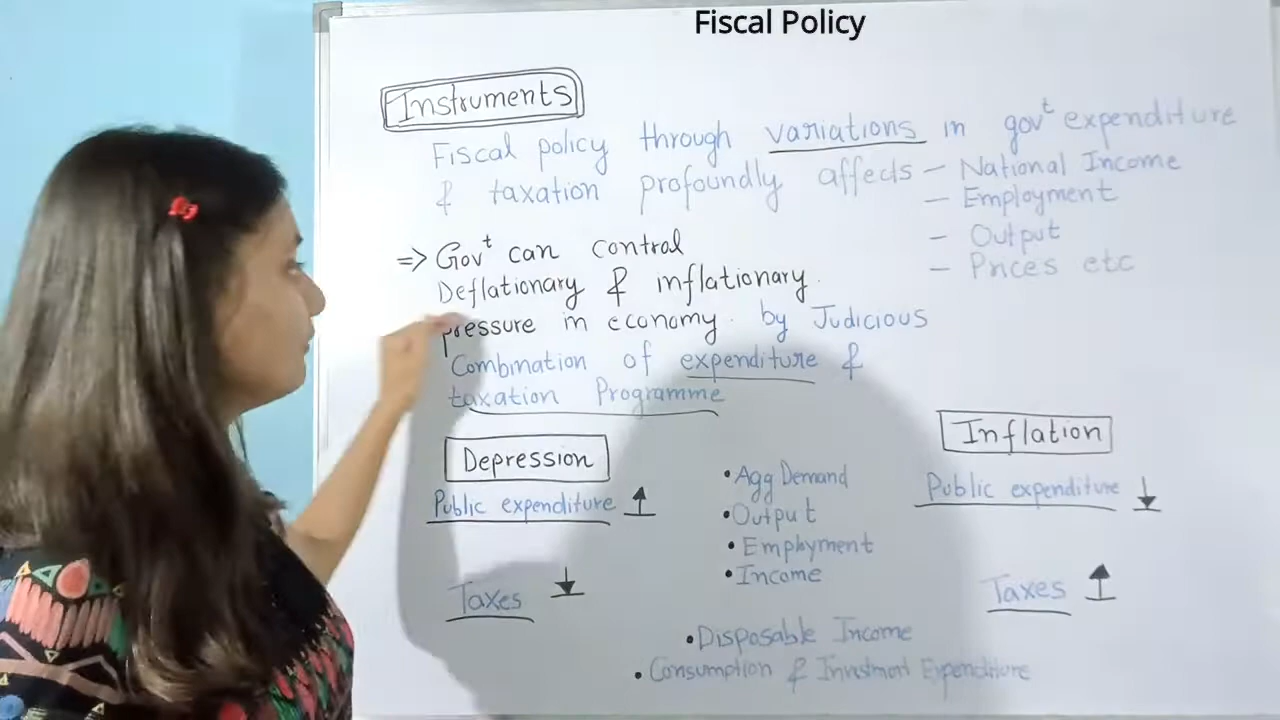 Fiscal Policy
Instruments
Fiscal policy through variations in govt expenditure
& taxation profoundly affects – National Income
– Employment
– Output
– Prices etc
=> Govt can control
Deflationary & inflationary
pressure in economy. by Judicious
Combination of expenditure &
taxation Programme
Depression
Public expenditure ↑
Taxes ↓
• Agg Demand
• Output
• Employment
• Income
Inflation
Public expenditure ↓
Taxes ↑
• Disposable Income
• Consumption & Investment Expenditure